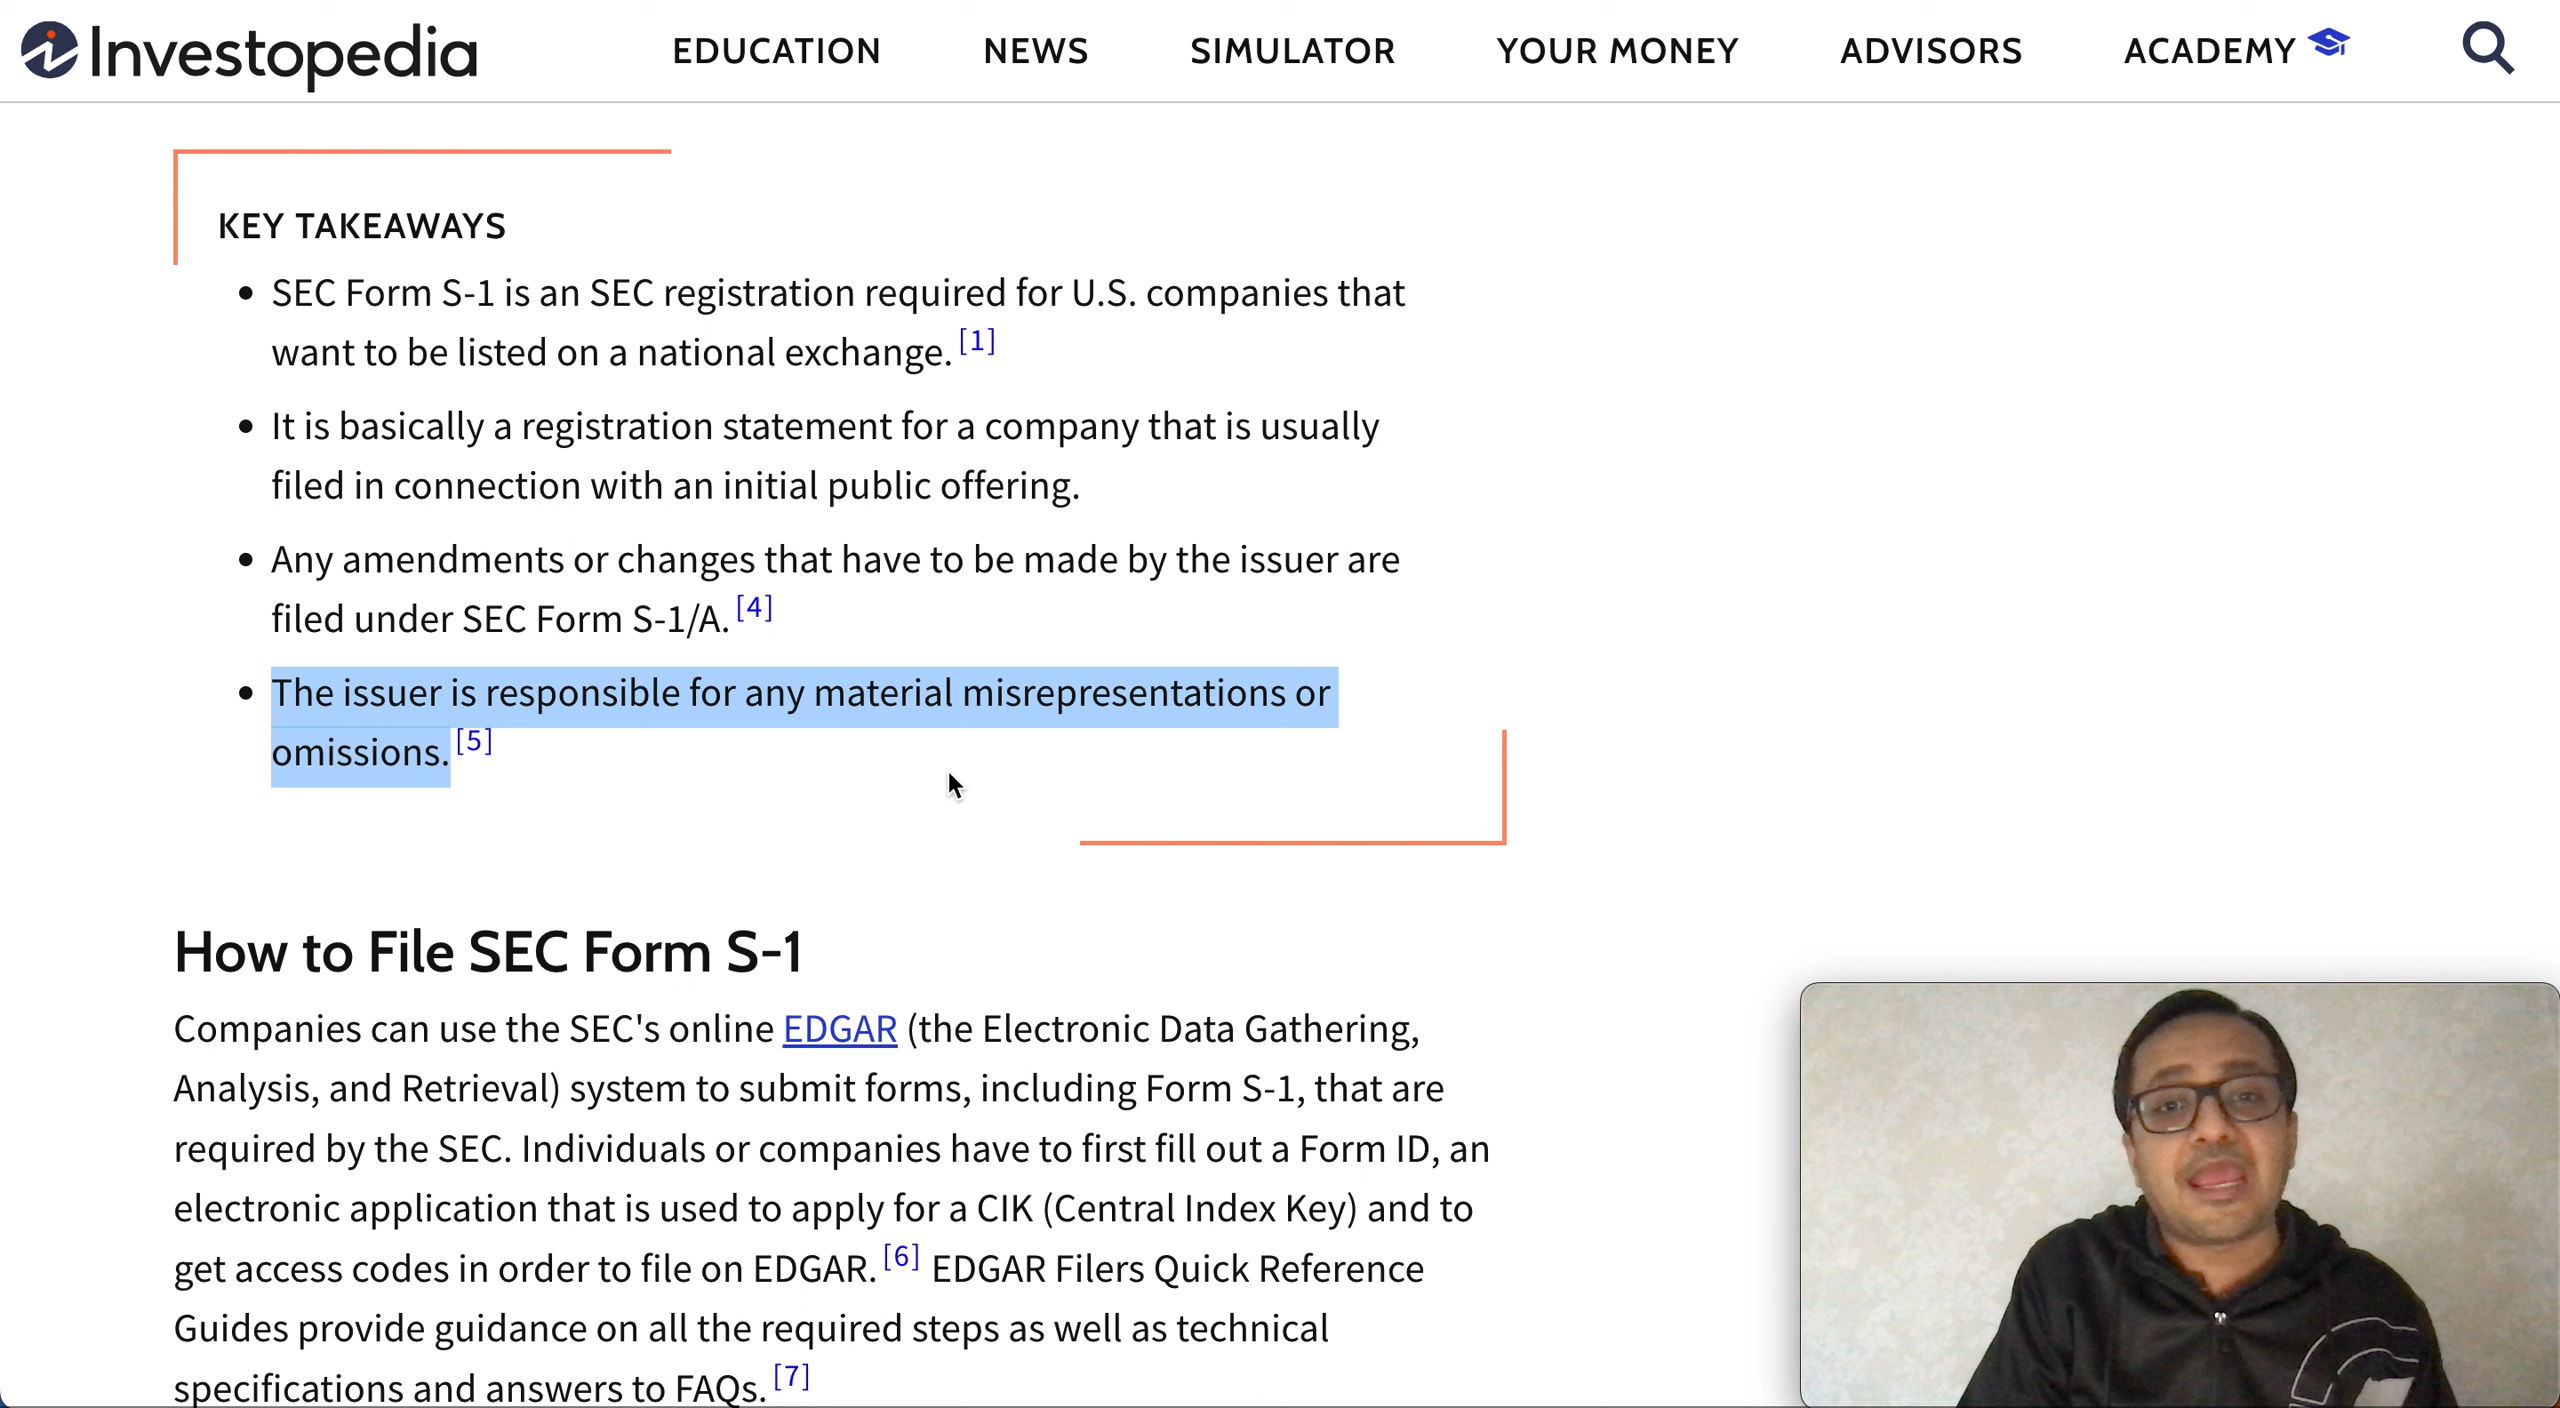 Investopedia
EDUCATION NEWS SIMULATOR YOUR MONEY ADVISORS ACADEMY
KEY TAKEAWAYS
SEC Form S-1 is an SEC registration required for U.S. companies that
want to be listed on a national exchange. [1]
It is basically a registration statement for a company that is usually
filed in connection with an initial public offering.
Any amendments or changes that have to be made by the issuer are
filed under SEC Form S-1/A. [4]
The issuer is responsible for any material misrepresentations or
omissions. [5]
How to File SEC Form S-1
Companies can use the SEC's online EDGAR (the Electronic Data Gathering,
Analysis, and Retrieval) system to submit forms, including Form S-1, that are
required by the SEC. Individuals or companies have to first fill out a Form ID, an
electronic application that is used to apply for a CIK (Central Index Key) and to
get access codes in order to file on EDGAR. [6] EDGAR Filers Quick Reference
Guides provide guidance on all the required steps as well as technical
specifications and answers to FAQs. [7]